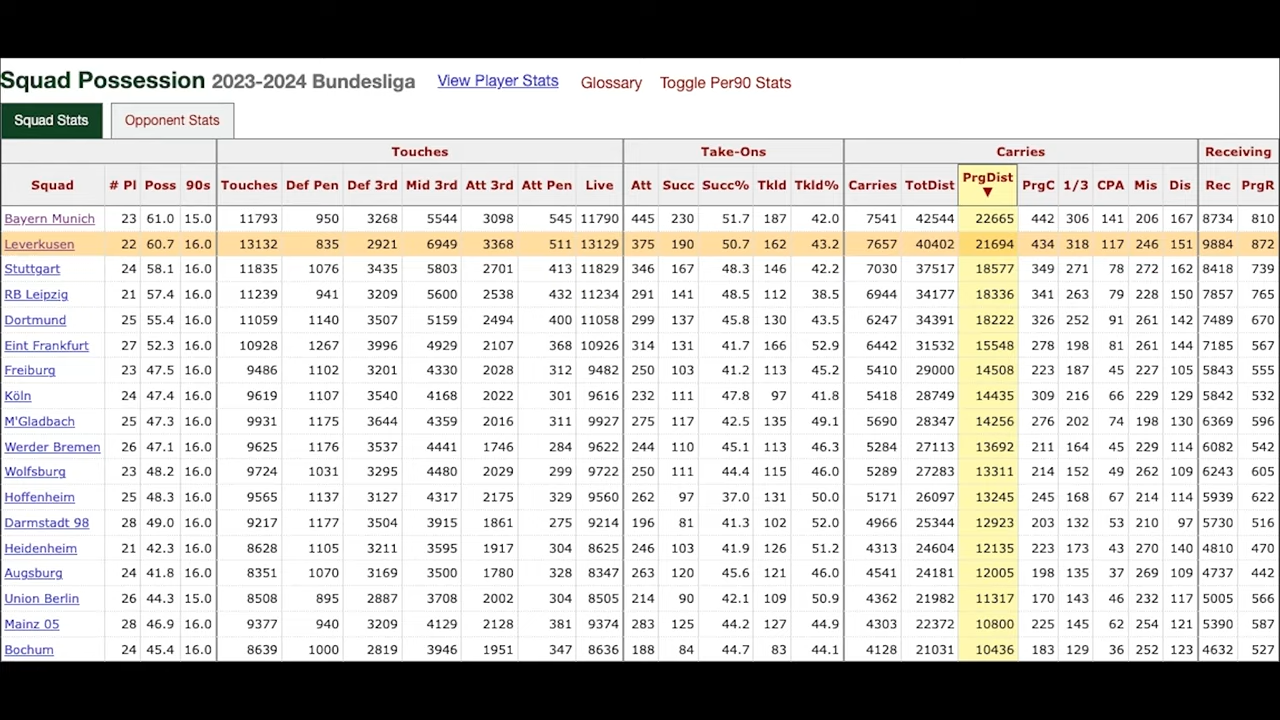 Squad Possession 2023-2024 Bundesliga View Player Stats Glossary Toggle Per90 Stats
Squad Stats Opponent Stats
Touches Take-Ons Carries Receiving
Squad # Pl Poss 90s Touches Def Pen Def 3rd Mid 3rd Att 3rd Att Pen Live Att Succ Succ% Tkld Tkld% Carries TotDist PrgDist ▼ PrgC 1/3 CPA Mis Dis Rec PrgR
Bayern Munich 23 61.0 15.0 11793 950 3268 5544 3098 545 11790 445 230 51.7 187 42.0 7541 42544 22665 442 306 141 206 167 8734 810
Leverkusen 22 60.7 16.0 13132 835 2921 6949 3368 511 13129 375 190 50.7 162 43.2 7657 40402 21694 434 318 117 246 151 9884 872
Stuttgart 24 58.1 16.0 11835 1076 3435 5803 2701 413 11829 346 167 48.3 146 42.2 7030 37517 18577 349 271 78 272 162 8418 739
RB Leipzig 21 57.4 16.0 11239 941 3209 5600 2538 432 11234 291 141 48.5 112 38.5 6944 34177 18336 341 263 79 228 150 7857 765
Dortmund 25 55.4 16.0 11059 1140 3507 5159 2494 400 11058 299 137 45.8 130 43.5 6247 34391 18222 326 252 91 261 142 7489 670
Eint Frankfurt 27 52.3 16.0 10928 1267 3996 4929 2107 368 10926 314 131 41.7 166 52.9 6442 31532 15548 278 198 81 261 144 7185 567
Freiburg 23 47.5 16.0 9486 1102 3201 4330 2028 312 9482 250 103 41.2 113 45.2 5410 29000 14508 223 187 45 227 105 5843 555
Köln 24 47.4 16.0 9619 1107 3540 4168 2022 301 9616 232 111 47.8 97 41.8 5418 28749 14435 309 216 66 229 129 5842 532
M'Gladbach 25 47.3 16.0 9931 1175 3644 4359 2016 311 9927 275 117 42.5 135 49.1 5690 28347 14256 276 202 74 198 130 6369 596
Werder Bremen 26 47.1 16.0 9625 1176 3537 4441 1746 284 9622 244 110 45.1 113 46.3 5284 27113 13692 211 164 45 229 114 6082 542
Wolfsburg 23 48.2 16.0 9724 1031 3295 4480 2029 299 9722 250 111 44.4 115 46.0 5289 27283 13311 214 152 49 262 109 6243 605
Hoffenheim 25 48.3 16.0 9565 1137 3127 4317 2175 329 9560 262 97 37.0 131 50.0 5171 26097 13245 245 168 67 214 114 5939 622
Darmstadt 98 28 49.0 16.0 9217 1177 3504 3915 1861 275 9214 196 81 41.3 102 52.0 4966 25344 12923 203 132 53 210 97 5730 516
Heidenheim 21 42.3 16.0 8628 1105 3211 3595 1917 304 8625 246 103 41.9 126 51.2 4313 24604 12135 223 173 43 270 140 4810 470
Augsburg 24 41.8 16.0 8351 1070 3169 3500 1780 328 8347 263 120 45.6 121 46.0 4541 24181 12005 198 135 37 269 109 4737 442
Union Berlin 26 44.3 15.0 8508 895 2887 3708 2002 304 8505 214 90 42.1 109 50.9 4362 21982 11317 170 143 46 232 117 5005 566
Mainz 05 28 46.9 16.0 9377 940 3209 4129 2128 381 9374 283 125 44.2 127 44.9 4303 22372 10800 225 145 62 254 121 5390 587
Bochum 24 45.4 16.0 8639 1000 2819 3946 1951 347 8636 188 84 44.7 83 44.1 4128 21031 10436 183 129 36 252 123 4632 527